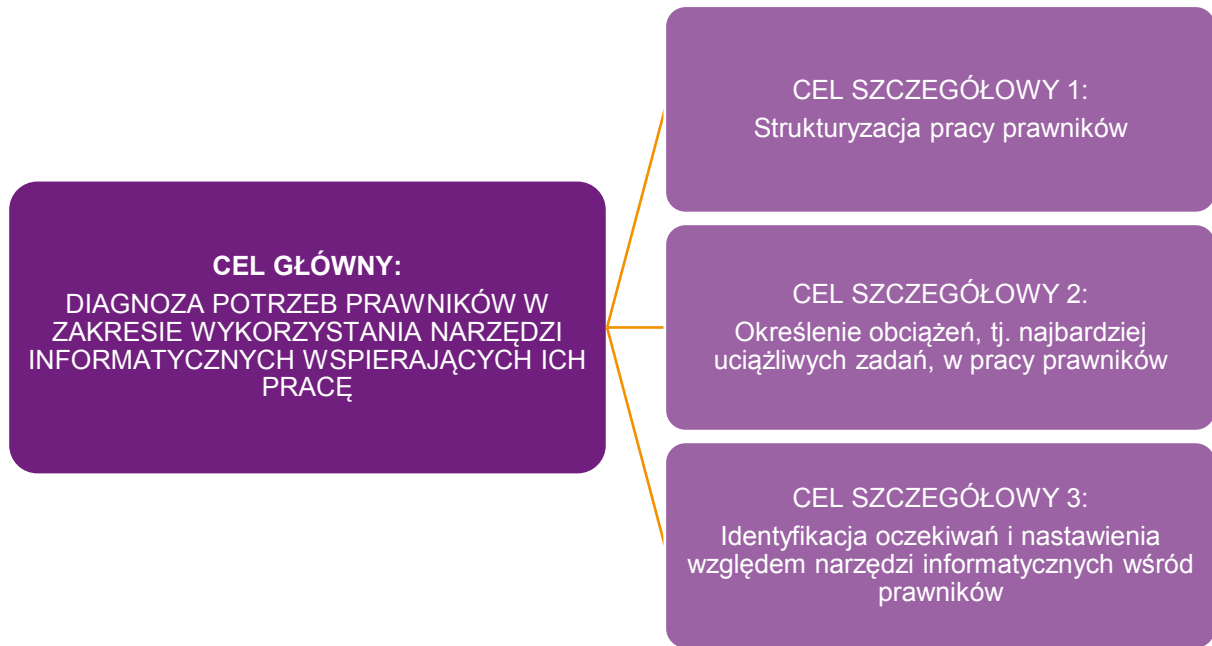 CEL GŁÓWNY:
DIAGNOZA POTRZEB PRAWNIKÓW W
ZAKRESIE WYKORZYSTANIA NARZĘDZI
INFORMATYCZNYCH WSPIERAJĄCYCH ICH
PRACĘ
CEL SZCZEGÓŁOWY 1:
Strukturyzacja pracy prawników
CEL SZCZEGÓŁOWY 2:
Określenie obciążeń, tj. najbardziej
uciążliwych zadań, w pracy prawników
CEL SZCZEGÓŁOWY 3:
Identyfikacja oczekiwań i nastawienia
względem narzędzi informatycznych wśród
prawników